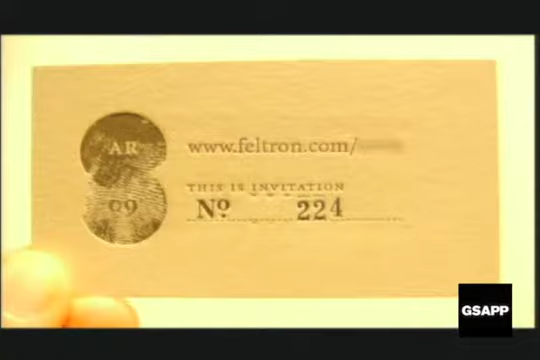 AR
09
www.feltron.com/
THIS IS INVITATION
Nº 224
GSAPP